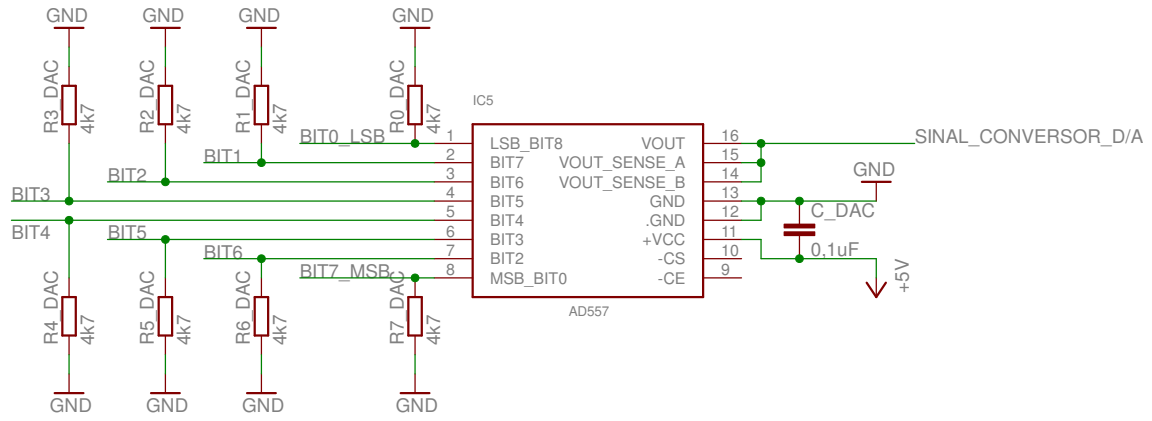 GND GND GND GND
R3_DAC 4k7 R2_DAC 4k7 R1_DAC 4k7 R0_DAC 4k7
IC5
BIT0_LSB 1 LSB_BIT8 VOUT 16 SINAL_CONVERSOR_D/A
BIT1 2 BIT7 VOUT_SENSE_A 15
BIT2 3 BIT6 VOUT_SENSE_B 14 GND
BIT3 4 BIT5 GND 13
BIT4 5 BIT4 .GND 12 C_DAC
BIT5 6 BIT3 +VCC 11 0,1uF
BIT6 7 BIT2 -CS 10
BIT7_MSB 8 MSB_BIT0 -CE 9 +5V
R4_DAC 4k7 R5_DAC 4k7 R6_DAC 4k7 R7_DAC 4k7
AD557
GND GND GND GND